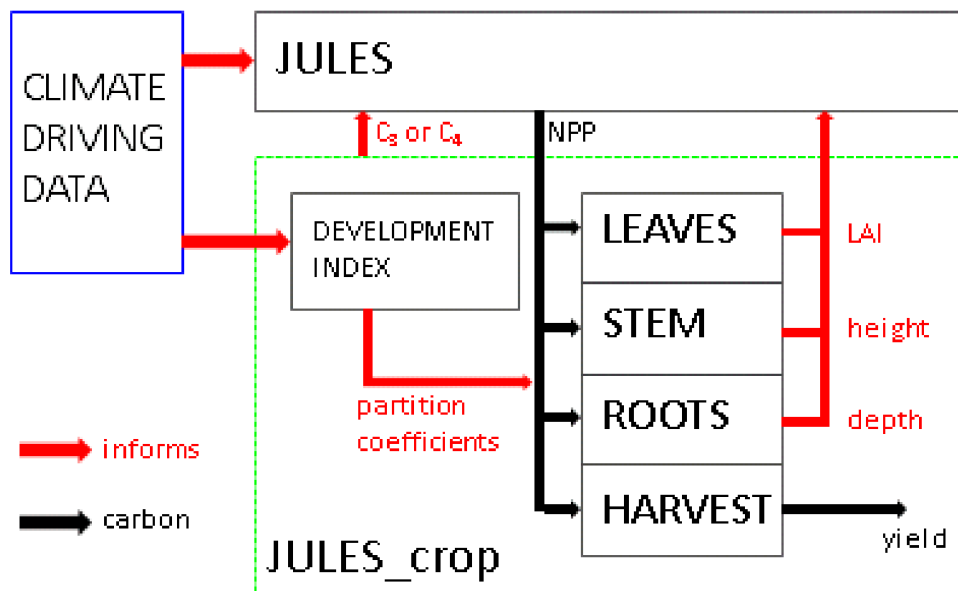 CLIMATE
DRIVING
DATA
JULES
C₃ or C₄
NPP
DEVELOPMENT
INDEX
LEAVES
LAI
STEM
height
partition
coefficients
ROOTS
depth
informs
HARVEST
carbon
yield
JULES_crop